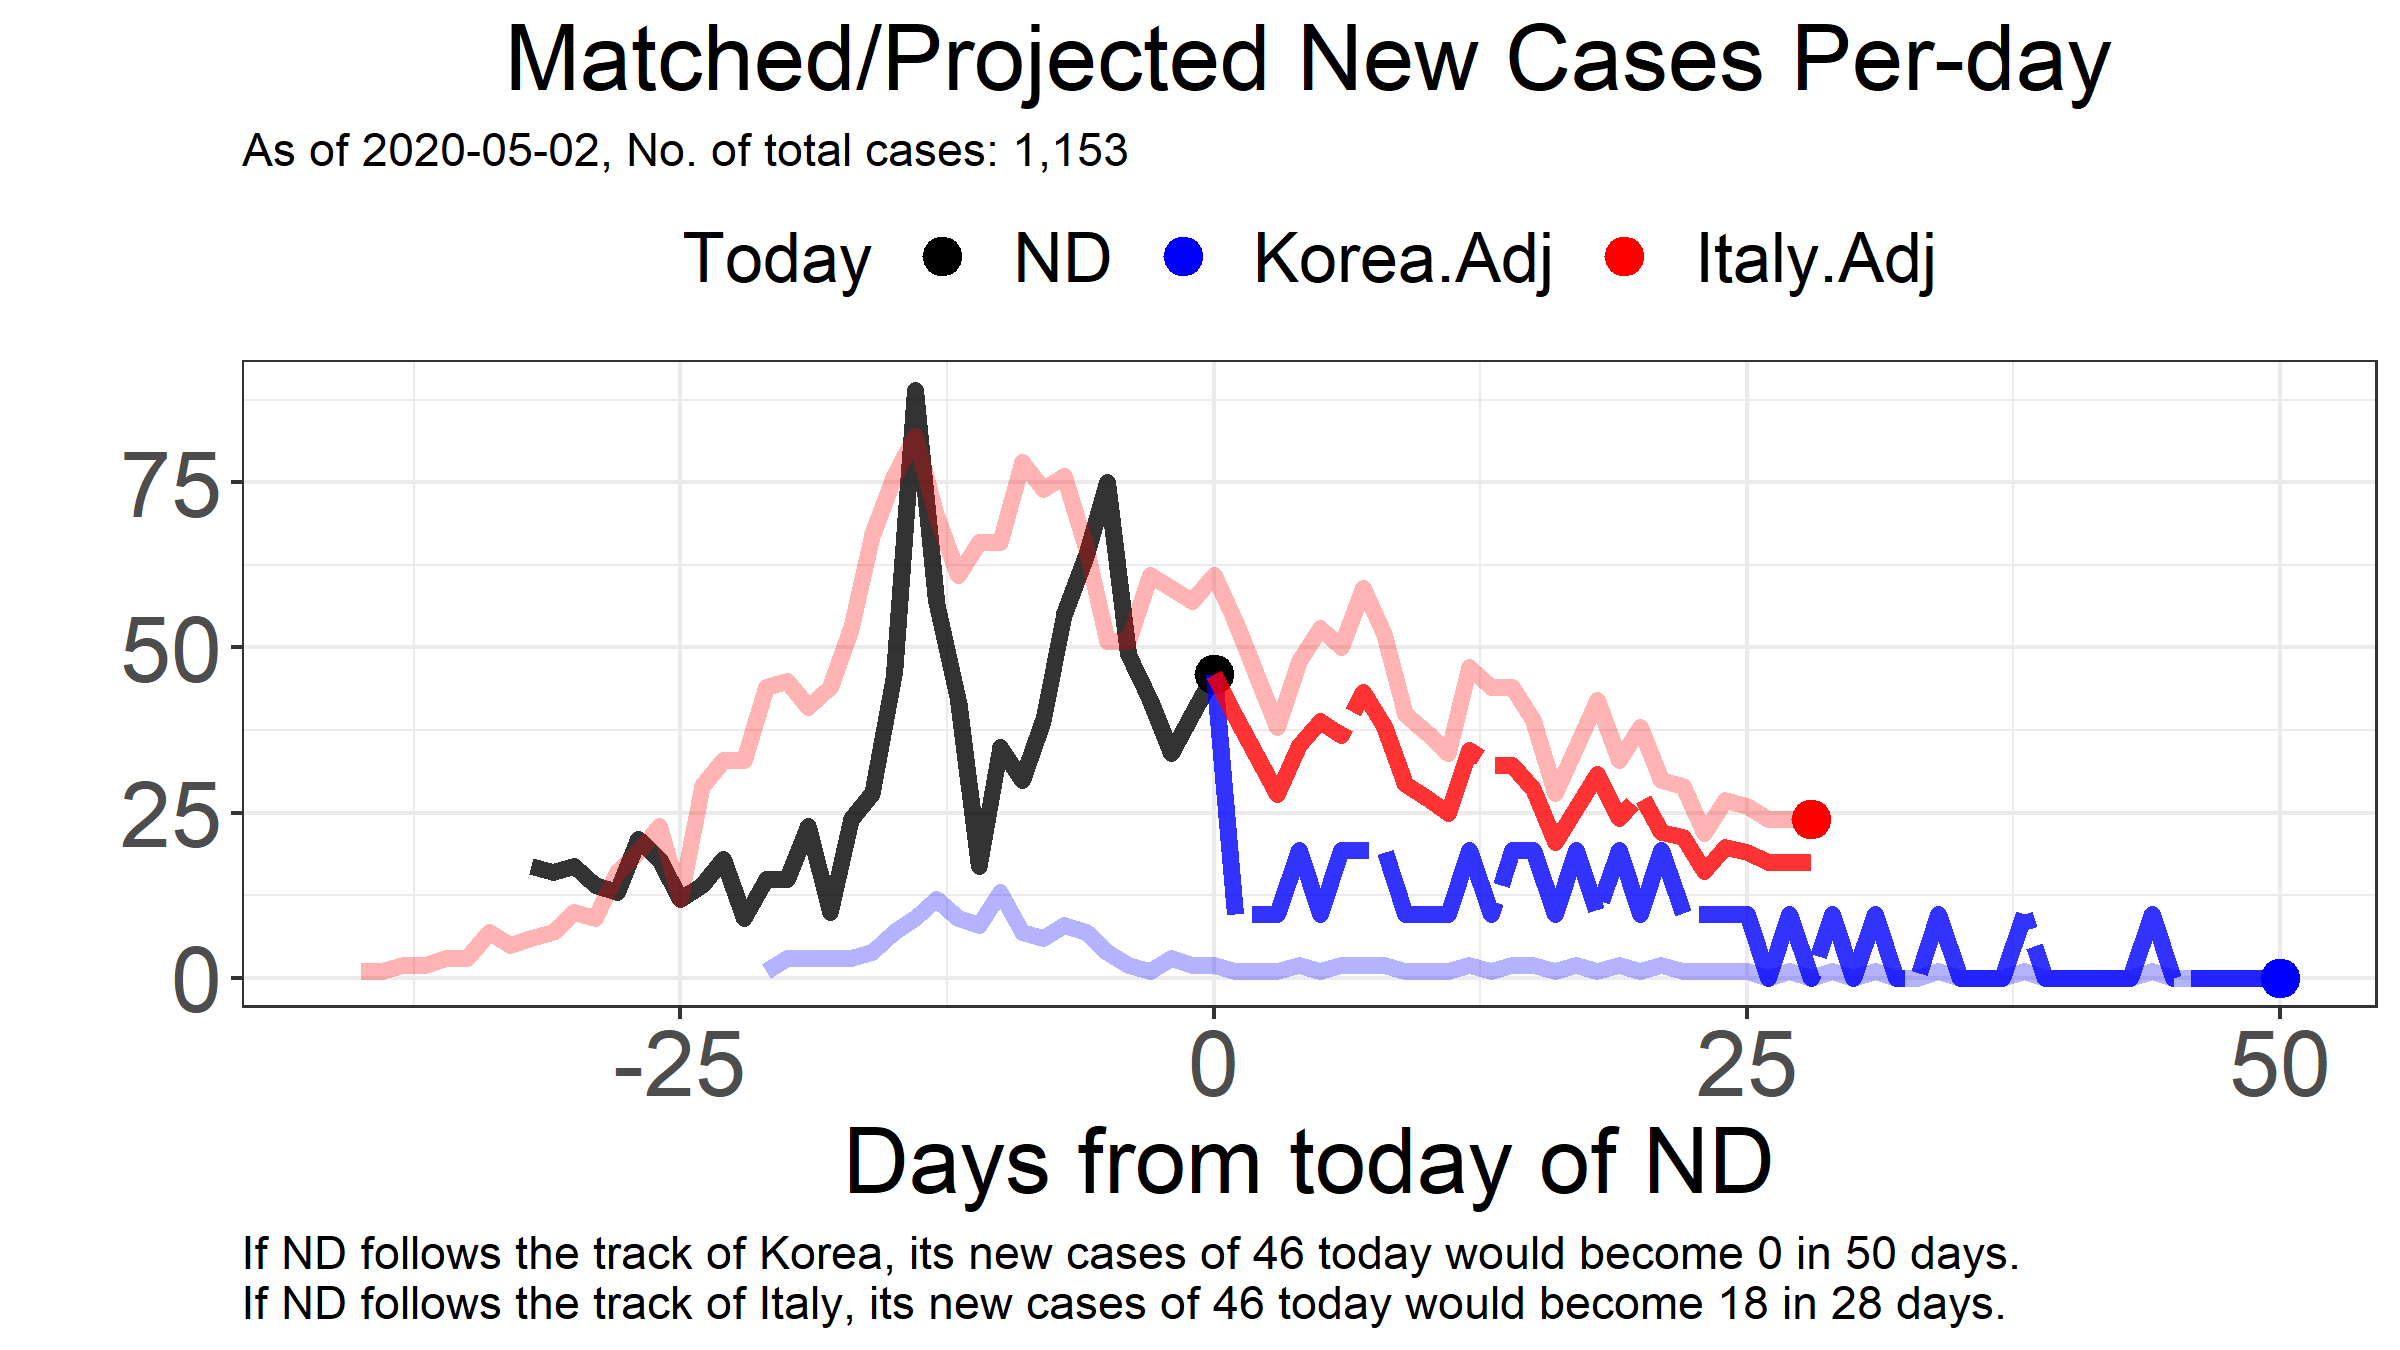 Matched/Projected New Cases Per-day
As of 2020-05-02, No. of total cases: 1,153
Today ND Korea.Adj Italy.Adj
75
50
25
0
-25 0 25 50
Days from today of ND
If ND follows the track of Korea, its new cases of 46 today would become 0 in 50 days.
If ND follows the track of Italy, its new cases of 46 today would become 18 in 28 days.